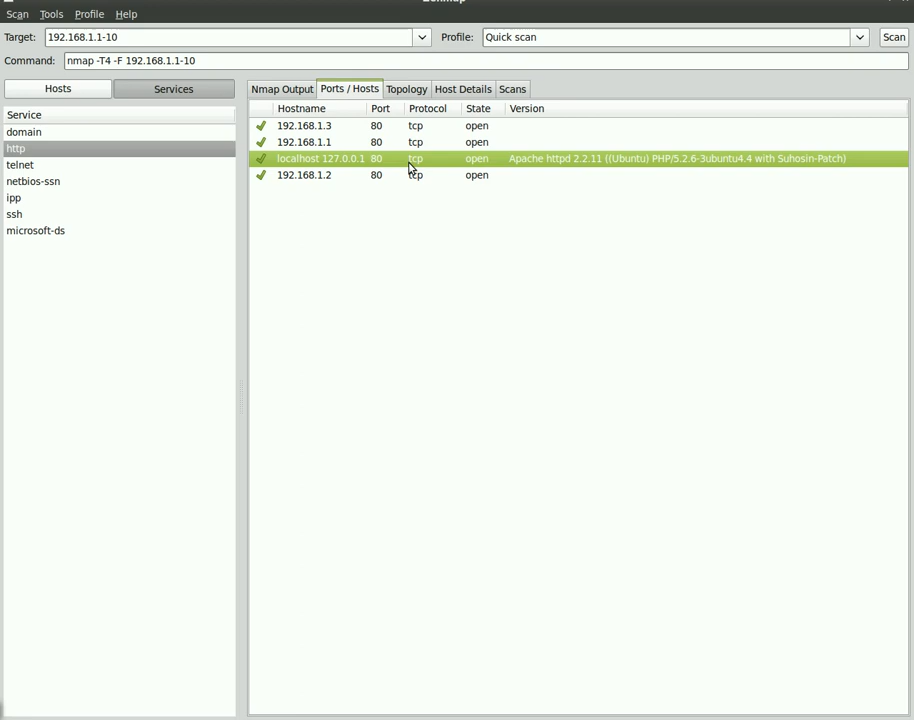 Scan Tools Profile Help
Target: 192.168.1.1-10 Profile: Quick scan Scan
Command: nmap -T4 -F 192.168.1.1-10
Hosts Services
Nmap Output Ports / Hosts Topology Host Details Scans
Service
domain
http
telnet
netbios-ssn
ipp
ssh
microsoft-ds
Hostname Port Protocol State Version
192.168.1.3 80 tcp open
192.168.1.1 80 tcp open
localhost 127.0.0.1 80 tcp open Apache httpd 2.2.11 ((Ubuntu) PHP/5.2.6-3ubuntu4.4 with Suhosin-Patch)
192.168.1.2 80 tcp open